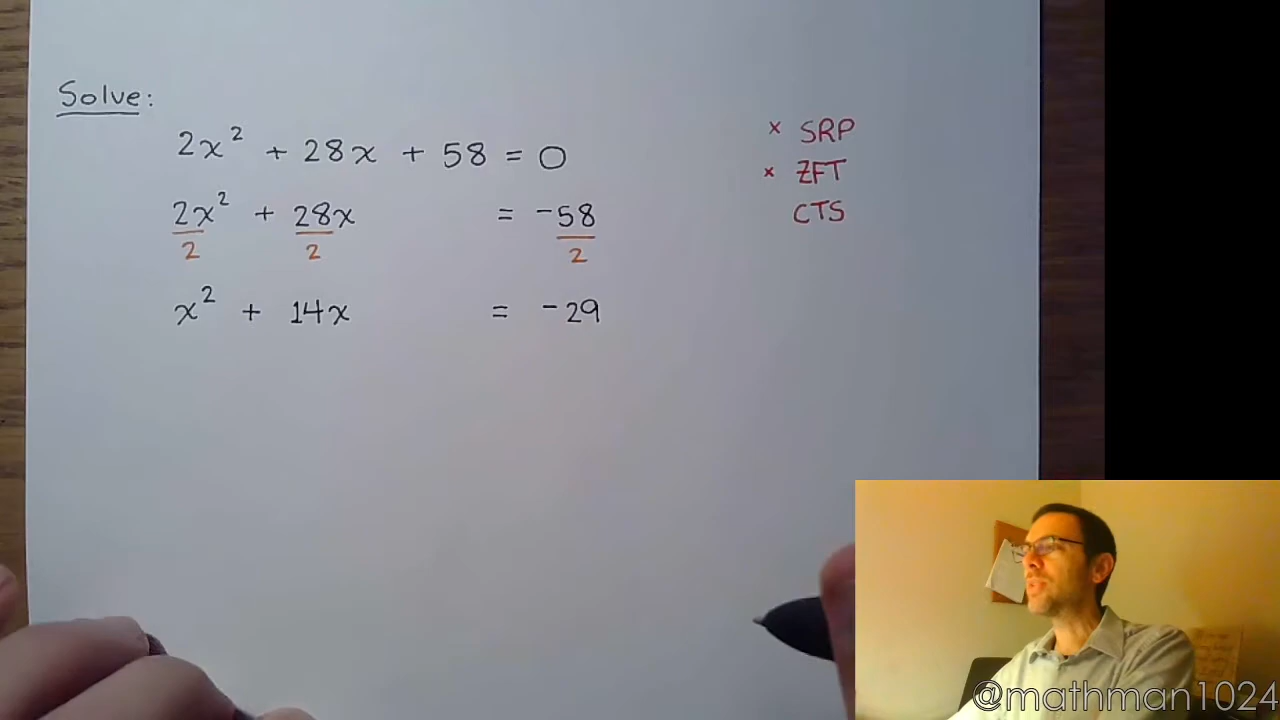 Solve:
2x² + 28x + 58 = 0
2x² + 28x = -58
2 2 2
x² + 14x = -29
× SRP
× ZFT
CTS
@mathman1024